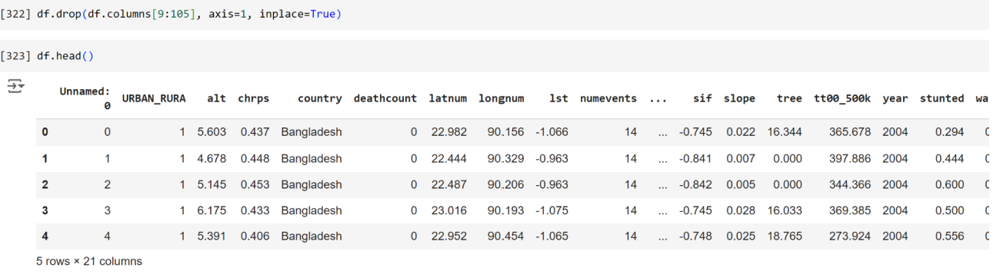 [322] df.drop(df.columns[9:105], axis=1, inplace=True)
[323] df.head()
Unnamed: 0 URBAN_RURA alt chrps country deathcount latnum longnum lst numevents ... sif slope tree tt00_500k year stunted wa
0 0 1 5.603 0.437 Bangladesh 0 22.982 90.156 -1.066 14 ... -0.745 0.022 16.344 365.678 2004 0.294 0
1 1 1 4.678 0.448 Bangladesh 0 22.444 90.329 -0.963 14 ... -0.841 0.007 0.000 397.886 2004 0.444 0
2 2 1 5.145 0.453 Bangladesh 0 22.487 90.206 -0.963 14 ... -0.842 0.005 0.000 344.366 2004 0.600 0
3 3 1 6.175 0.433 Bangladesh 0 23.016 90.193 -1.075 14 ... -0.745 0.028 16.033 369.385 2004 0.500 0
4 4 1 5.391 0.406 Bangladesh 0 22.952 90.454 -1.065 14 ... -0.748 0.025 18.765 273.924 2004 0.556 0
5 rows × 21 columns